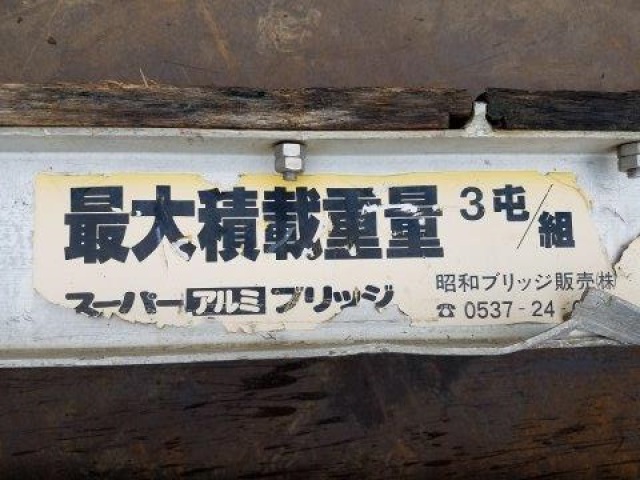 最大積載重量 3屯/組
スーパーアルミブリッジ
昭和ブリッジ販売㈱
☎ 0537-24